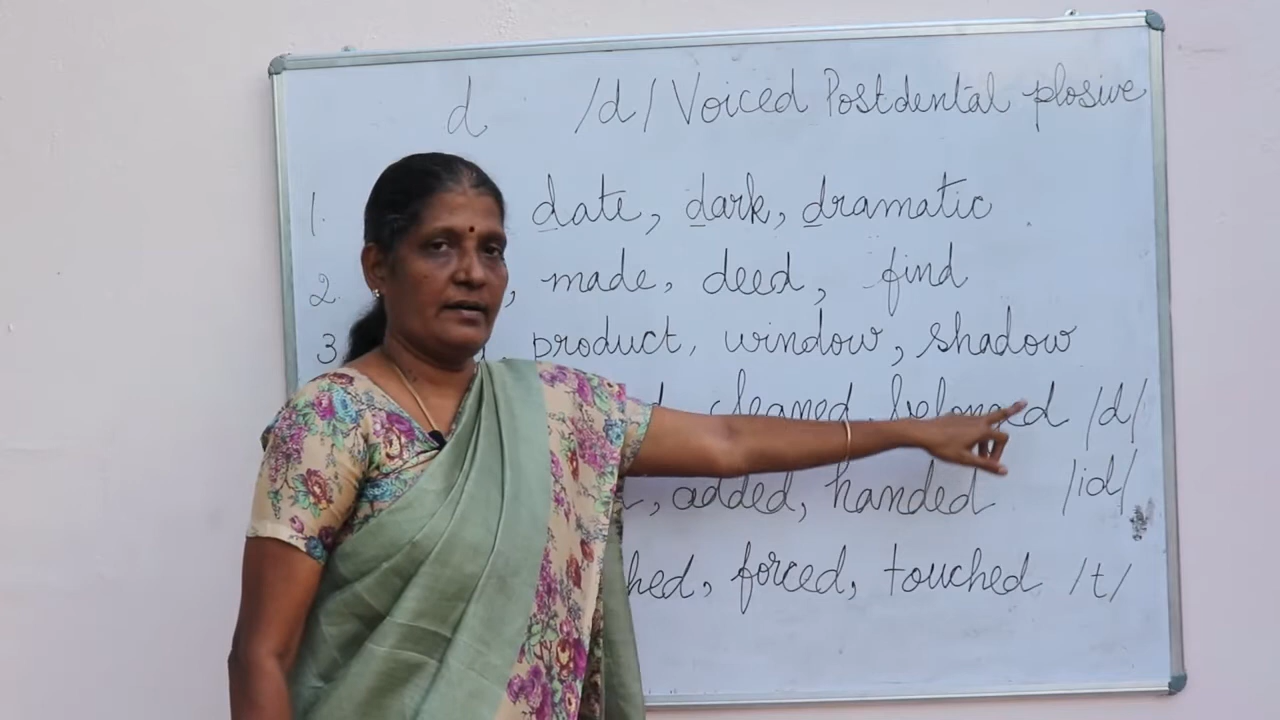 d /d/ Voiced Postdental plosive
1. date, dark, dramatic
2. , made, deed, find
3 product, window, shadow
cleaned, belonged /d/
, added, handed /id/
hed, forced, touched /t/